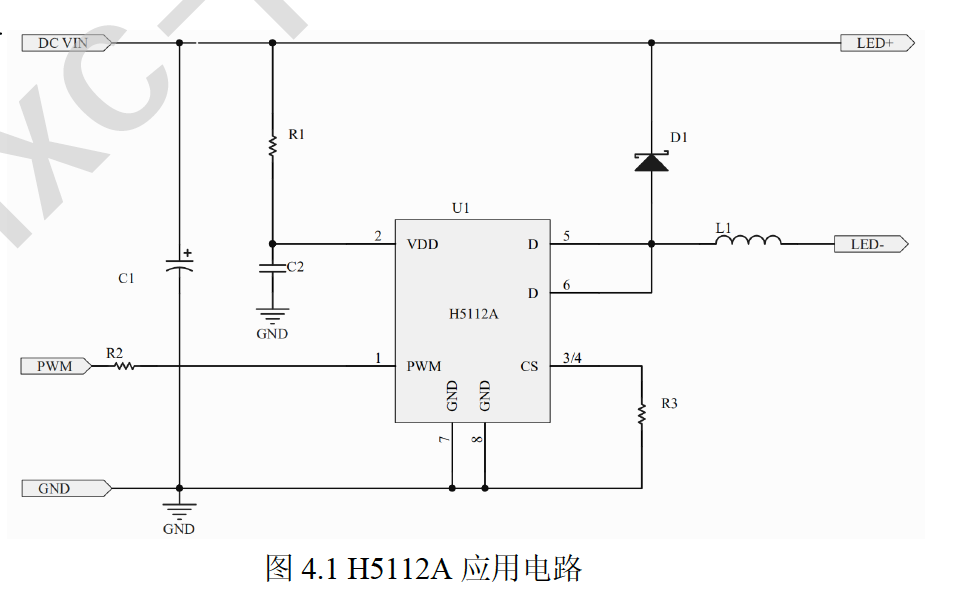 DC VIN
LED+
R1
D1
U1
2
VDD
D
5
L1
LED-
C1
C2
D
6
H5112A
GND
R2
PWM
1
PWM
CS
3/4
GND
GND
R3
7
8
GND
GND
图 4.1 H5112A 应用电路